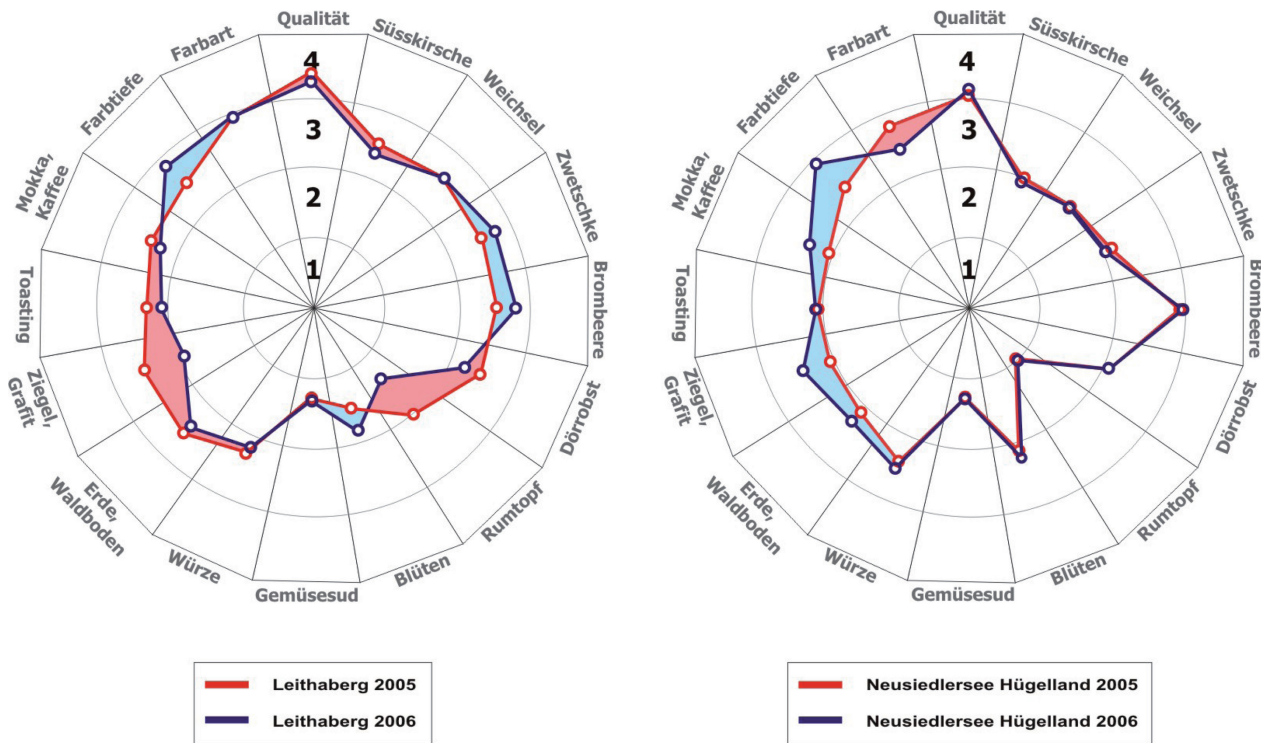 Qualität
Süsskirsche
Weichsel
Zwetschke
Brombeere
Dörrobst
Rumtopf
Blüten
Gemüsesud
Würze
Erde,
Waldboden
Ziegel,
Grafit
Toasting
Mokka,
Kaffee
Farbtiefe
Farbart
4
3
2
1
Leithaberg 2005
Leithaberg 2006
Qualität
Süsskirsche
Weichsel
Zwetschke
Brombeere
Dörrobst
Rumtopf
Blüten
Gemüsesud
Würze
Erde,
Waldboden
Ziegel,
Grafit
Toasting
Mokka,
Kaffee
Farbtiefe
Farbart
4
3
2
1
Neusiedlersee Hügelland 2005
Neusiedlersee Hügelland 2006